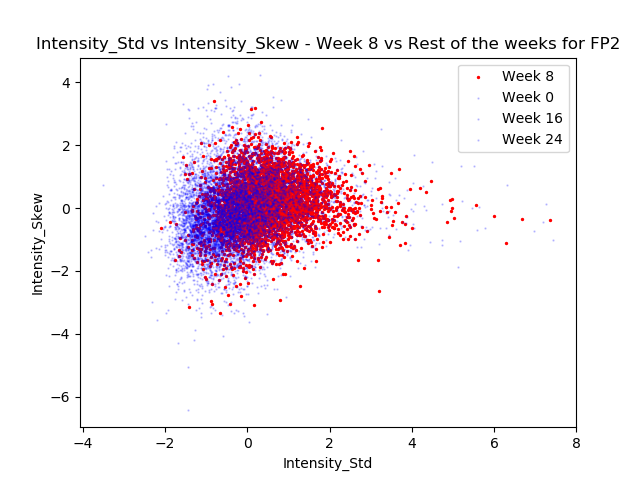 Intensity_Std vs Intensity_Skew - Week 8 vs Rest of the weeks for FP2
Week 8
Week 0
Week 16
Week 24
4
2
0
−2
−4
−6
Intensity_Skew
−4
−2
0
2
4
6
8
Intensity_Std